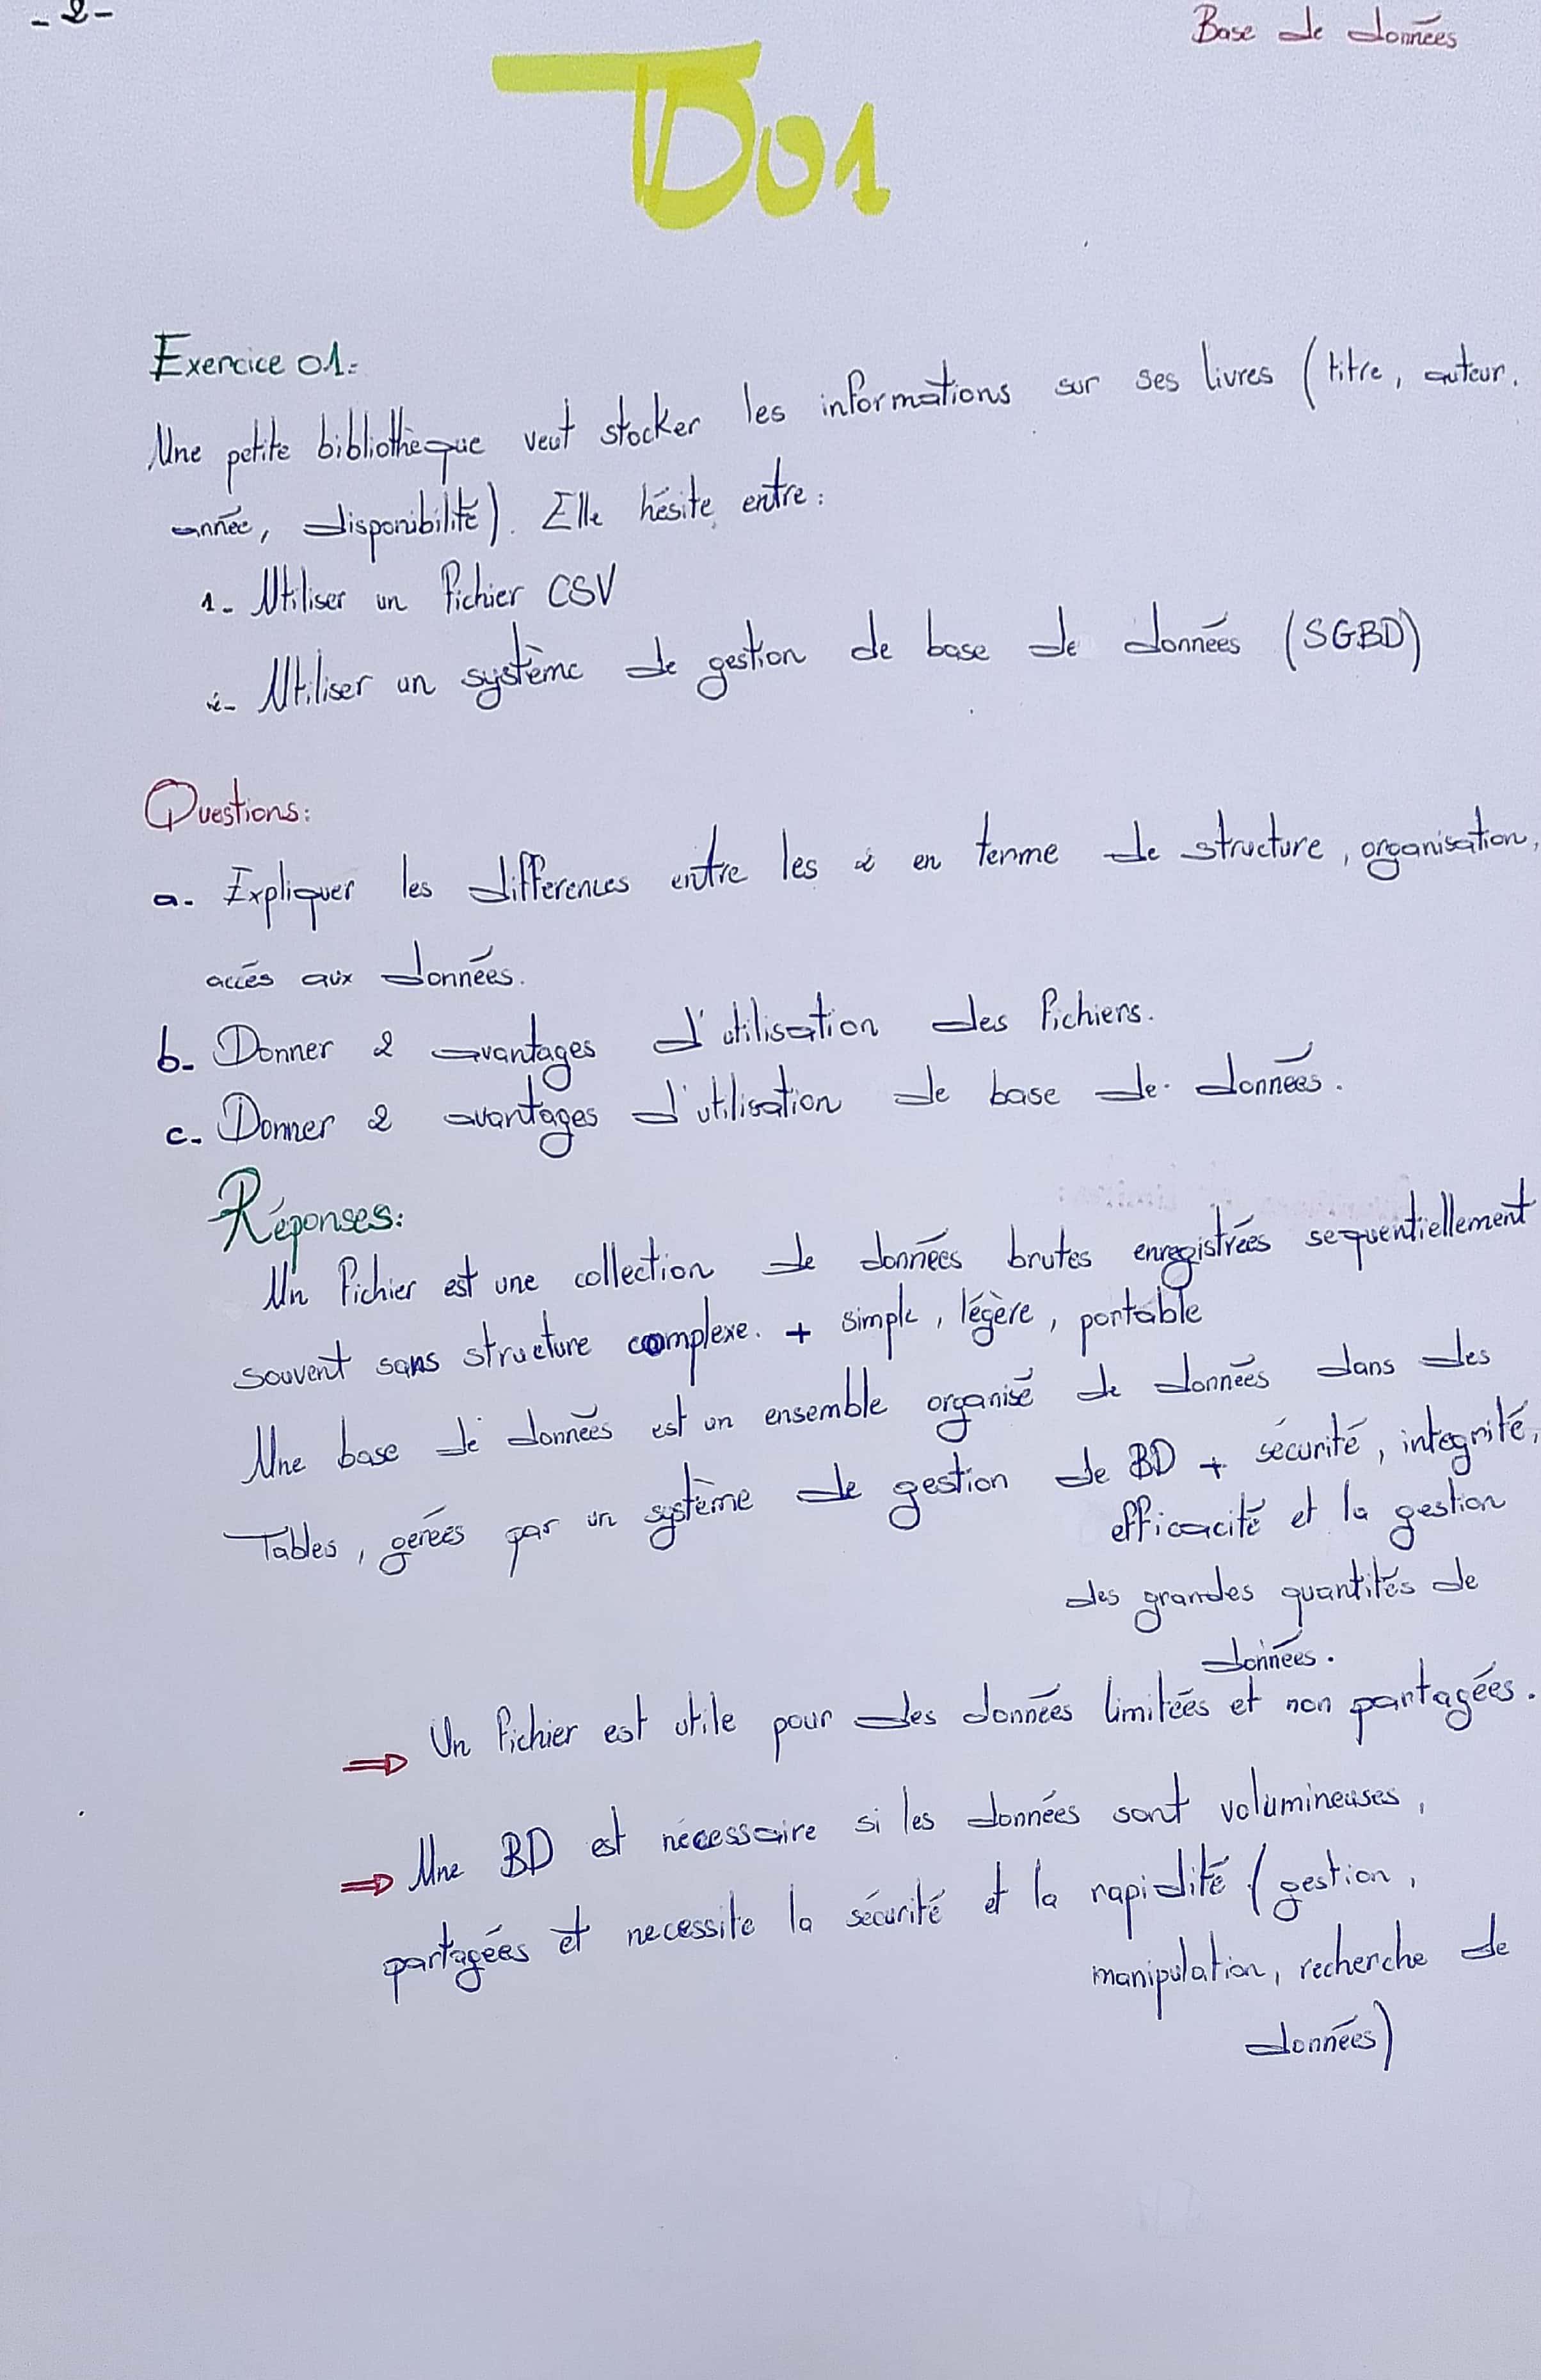 - 2 -
Base de données
TD01
Exercice 01:
Une petite bibliothèque veut stocker les informations sur ses livres (titre, auteur,
année, disponibilité). Elle hésite entre:
1- Utiliser un fichier CSV
2- Utiliser un système de gestion de base de données (SGBD)
Questions:
a- Expliquer les différences entre les 2 en terme de structure, organisation,
accés aux données.
b- Donner 2 avantages d'utilisation des fichiers.
c- Donner 2 avantages d'utilisation de base de données.
Réponses:
Un fichier est une collection de données brutes enregistrées sequentiellement
souvent sans structure complexe. + simple, légère, portable
Une base de données est un ensemble organisé de données dans des
Tables, gerées par un système de gestion de BD + sécurité, integrité,
efficacité et la gestion
des grandes quantités de
données.
⇒ Un fichier est utile pour des données limitées et non partagées.
⇒ Une BD est nécessaire si les données sont volumineuses,
partagées et necessite la sécurité et la rapidité (gestion,
manipulation, recherche de
données)